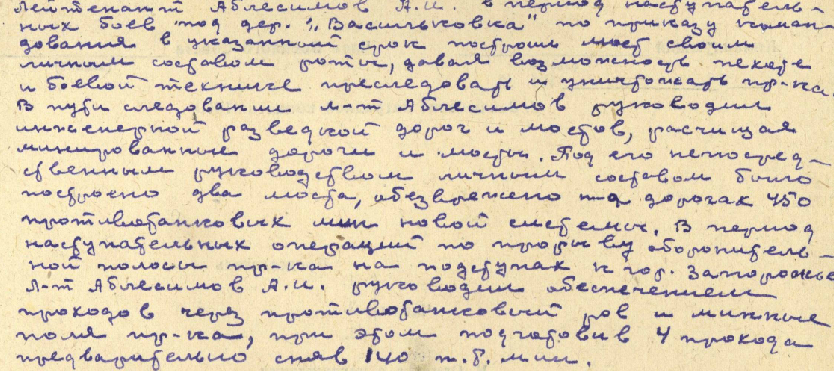 Лейтенант Аблесимов А.И. в период наступатель-
ных боев под дер. "Васильковка" по приказу коман-
дования в указанный срок построил мост своим
личным составом роты, давая возможность пехоте
и боевой технике преследовать и уничтожать пр-ка.
В пути следования л-т Аблесимов руководил
инженерной разведкой дорог и мостов, расчищая
минированные дороги и мосты. Под его непосред-
ственным руководством личным составом было
построено два моста, обезврежено на дорогах 450
противотанковых мин новой системы. В период
наступательных операций по прорыву оборонитель-
ной полосы пр-ка на подступах к гор. Запорожье
л-т Аблесимов А.И. руководил обеспечением
проходов через противотанковый ров и минные
поля пр-ка, при этом подготовив 4 прохода
предварительно сняв 140 т.б. мин.